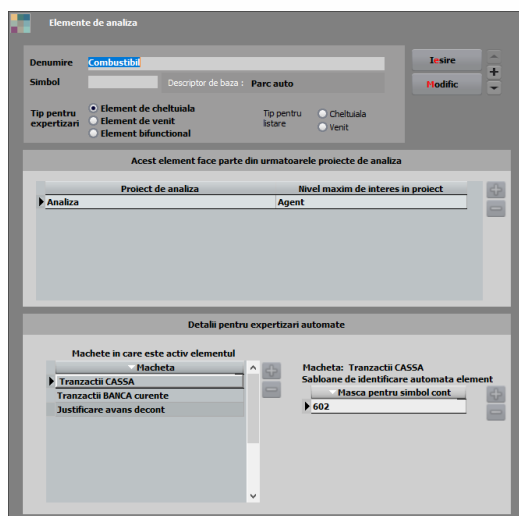 Elemente de analiza
Denumire Combustibil
Iesire
Simbol Descriptor de baza : Parc auto
Modific
Tip pentru expertizari
Element de cheltuiala
Element de venit
Element bifunctional
Tip pentru listare
Cheltuiala
Venit
Acest element face parte din urmatoarele proiecte de analiza
Proiect de analiza Nivel maxim de interes in proiect
Analiza Agent
Detalii pentru expertizari automate
Machete in care este activ elementul
Macheta
Tranzactii CASSA
Tranzactii BANCA curente
Justificare avans decont
Macheta: Tranzactii CASSA
Sabloane de identificare automata element
Masca pentru simbol cont
602